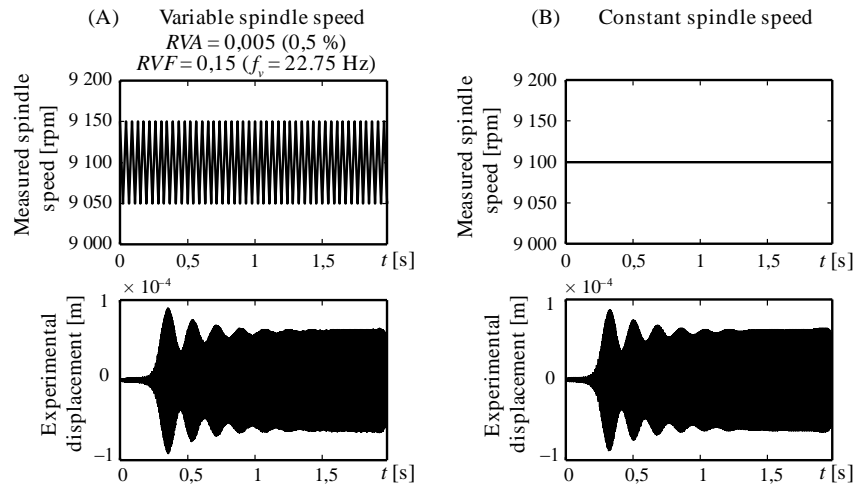 (A) Variable spindle speed
RVA = 0,005 (0,5 %)
RVF = 0,15 (f_v = 22.75 Hz)
Measured spindle
speed [rpm]
9 200
9 150
9 100
9 050
9 000
0 0,5 1 1,5 t [s]
Experimental
displacement [m]
× 10⁻⁴
1
0
−1
0 0,5 1 1,5 t [s]
(B) Constant spindle speed
Measured spindle
speed [rpm]
9 200
9 150
9 100
9 050
9 000
0 0,5 1 1,5 t [s]
Experimental
displacement [m]
× 10⁻⁴
1
0
−1
0 0,5 1 1,5 t [s]